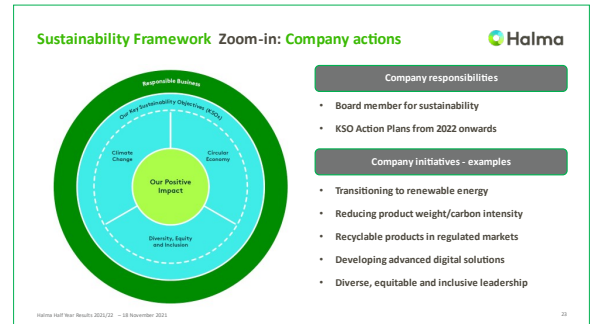 Sustainability Framework Zoom-in: Company actions
Halma
Responsible Business
Our Key Sustainability Objectives (KSOs)
Climate
Change
Circular
Economy
Our Positive
Impact
Diversity, Equity
and Inclusion
Company responsibilities
• Board member for sustainability
• KSO Action Plans from 2022 onwards
Company initiatives - examples
• Transitioning to renewable energy
• Reducing product weight/carbon intensity
• Recyclable products in regulated markets
• Developing advanced digital solutions
• Diverse, equitable and inclusive leadership
Halma Half Year Results 2021/22 – 18 November 2021
23